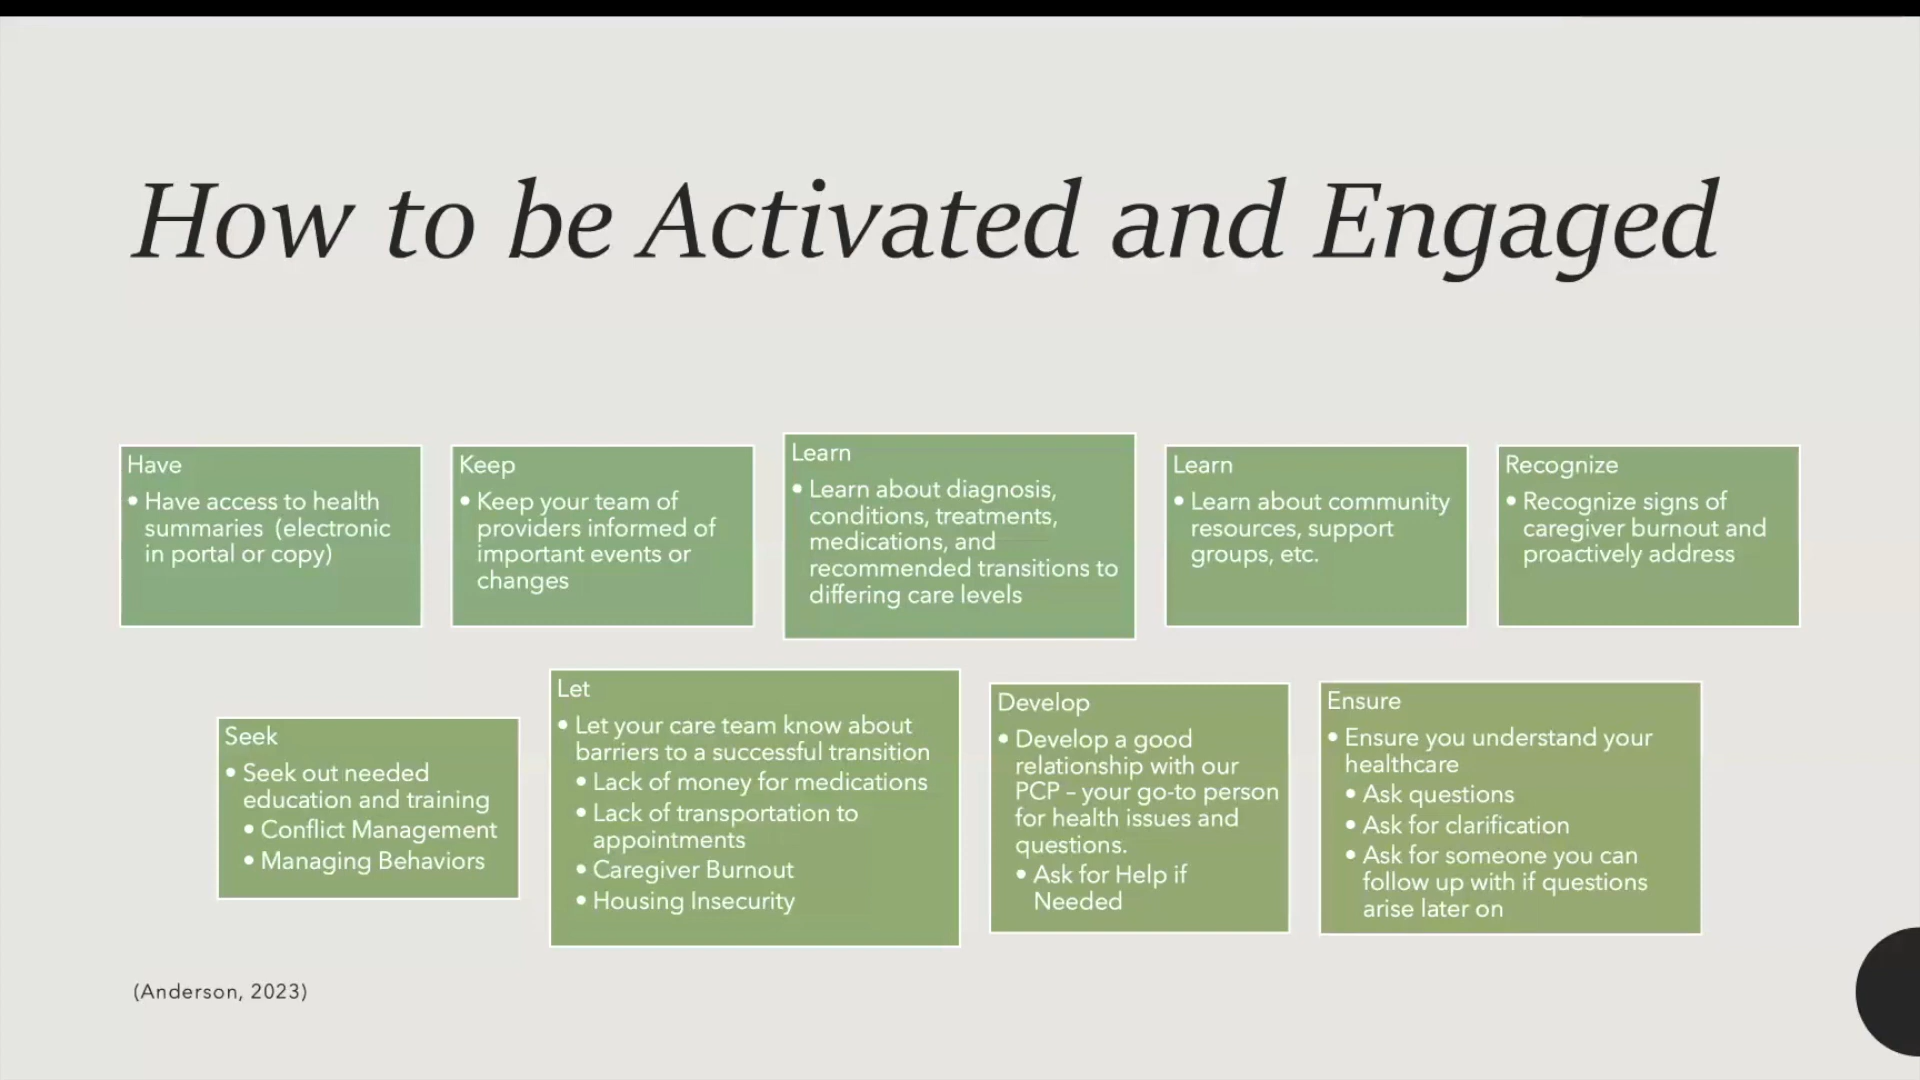 How to be Activated and Engaged
Have
• Have access to health
summaries (electronic
in portal or copy)
Keep
• Keep your team of
providers informed of
important events or
changes
Learn
• Learn about diagnosis,
conditions, treatments,
medications, and
recommended transitions to
differing care levels
Learn
• Learn about community
resources, support
groups, etc.
Recognize
• Recognize signs of
caregiver burnout and
proactively address
Seek
• Seek out needed
education and training
• Conflict Management
• Managing Behaviors
Let
• Let your care team know about
barriers to a successful transition
• Lack of money for medications
• Lack of transportation to
appointments
• Caregiver Burnout
• Housing Insecurity
Develop
• Develop a good
relationship with our
PCP – your go-to person
for health issues and
questions.
• Ask for Help if
Needed
Ensure
• Ensure you understand your
healthcare
• Ask questions
• Ask for clarification
• Ask for someone you can
follow up with if questions
arise later on
(Anderson, 2023)